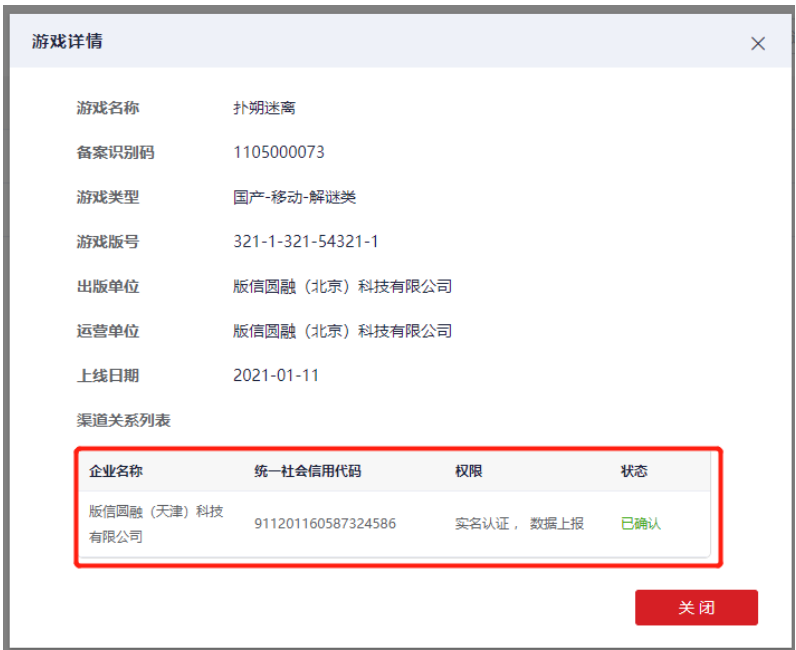 游戏详情
游戏名称 扑朔迷离
备案识别码 1105000073
游戏类型 国产-移动-解谜类
游戏版号 321-1-321-54321-1
出版单位 版信圆融（北京）科技有限公司
运营单位 版信圆融（北京）科技有限公司
上线日期 2021-01-11
渠道关系列表
企业名称 统一社会信用代码 权限 状态
版信圆融（天津）科技有限公司 911201160587324586 实名认证， 数据上报 已确认
关闭